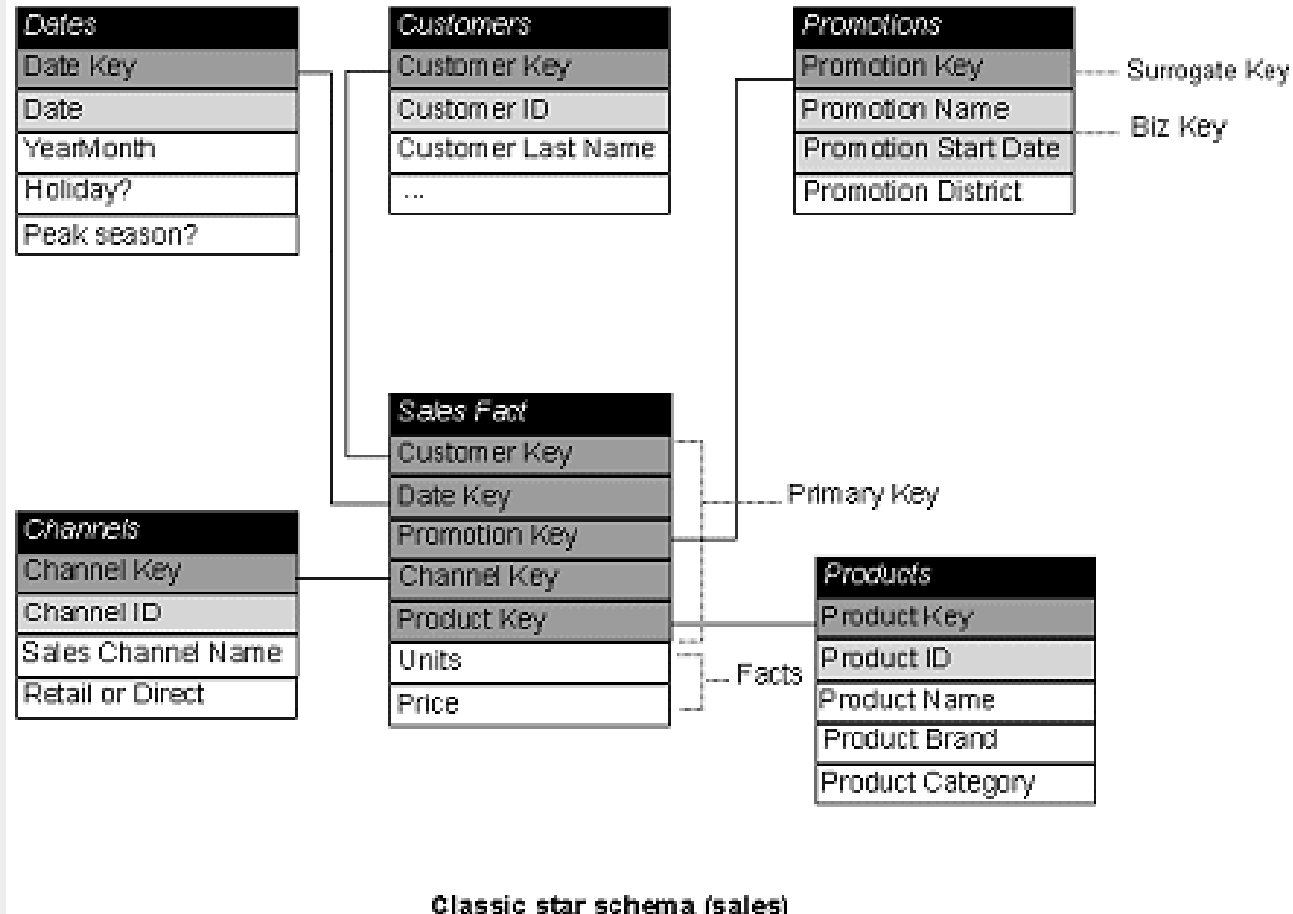 Dates
Date Key
Date
YearMonth
Holiday?
Peak season?
Customers
Customer Key
Customer ID
Customer Last Name
...
Promotions
Promotion Key
Promotion Name
Promotion Start Date
Promotion District
Surrogate Key
Biz Key
Sales Fact
Customer Key
Date Key
Promotion Key
Channel Key
Product Key
Units
Price
Primary Key
Facts
Channels
Channel Key
Channel ID
Sales Channel Name
Retail or Direct
Products
Product Key
Product ID
Product Name
Product Brand
Product Category
Classic star schema (sales)